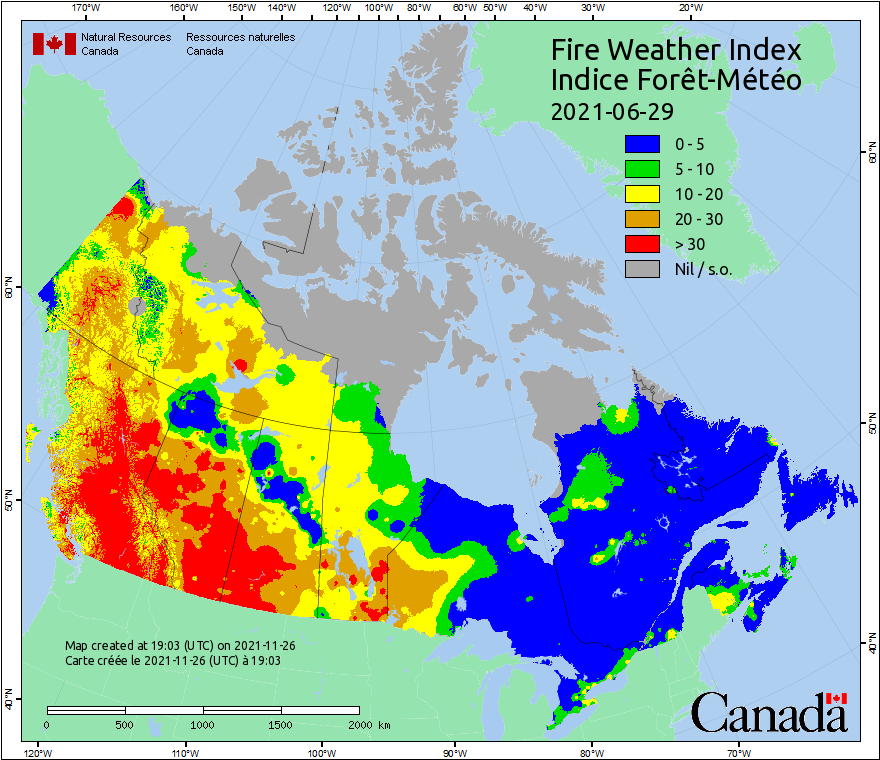 170°W 160°W 150°W 140°W 130°W 120°W 110°W 100°W 90°W 80°W 70°W 60°W 50°W 40°W 30°W 20°W
Natural Resources Canada
Ressources naturelles Canada
Fire Weather Index
Indice Forêt-Météo
2021-06-29
0 - 5
5 - 10
10 - 20
20 - 30
> 30
Nil / s.o.
60°N
60°N
50°N
50°N
40°N
40°N
Map created at 19:03 (UTC) on 2021-11-26
Carte créée le 2021-11-26 (UTC) à 19:03
0 500 1000 1500 2000 km
Canada
120°W 110°W 100°W 90°W 80°W 70°W